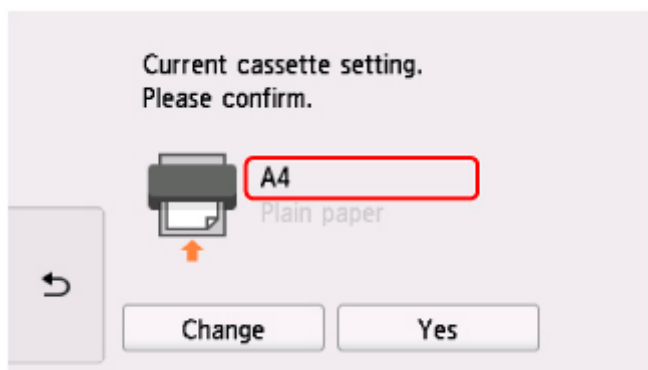 Current cassette setting.
Please confirm.
A4
Plain paper
Change
Yes